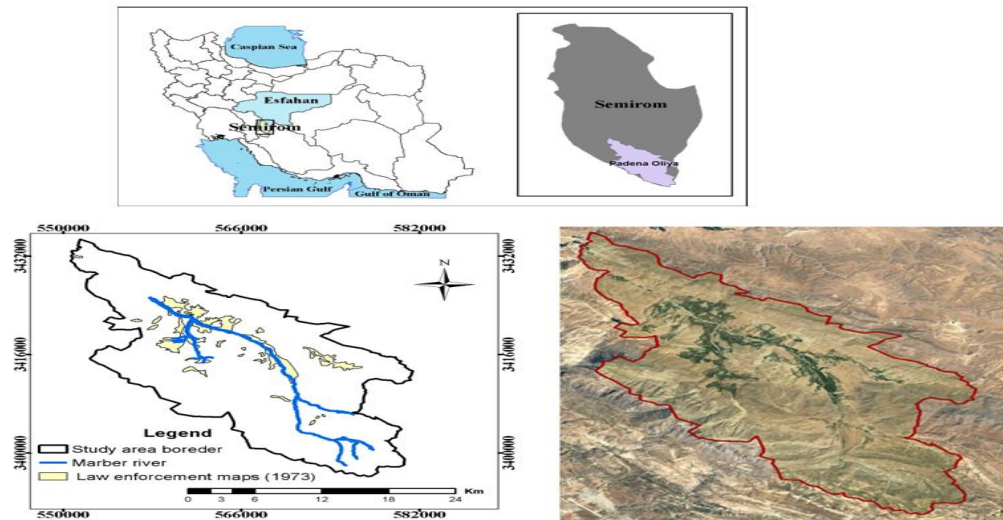 Caspian Sea
Esfahan
Semirom
Persian Gulf
Gulf of Oman
Semirom
Padena Oliya
550000 566000 582000
3432000 3432000
N
3416000 3416000
3400000 3400000
Legend
Study area boreder
Marber river
Law enforcement maps (1973)
Km
0 3 6 12 18 24
550000 566000 582000